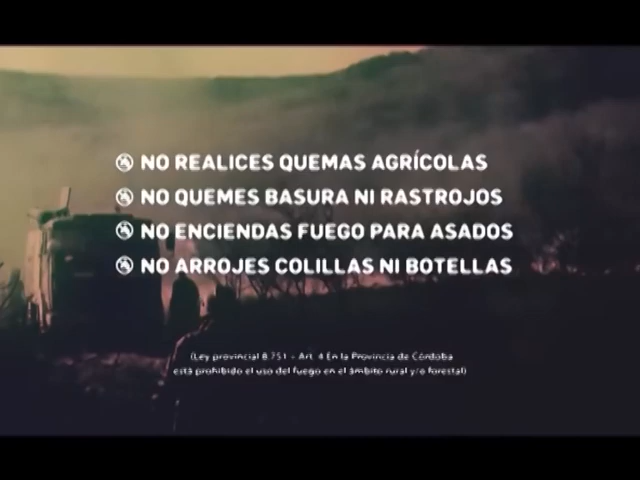 NO REALICES QUEMAS AGRÍCOLAS
NO QUEMES BASURA NI RASTROJOS
NO ENCIENDAS FUEGO PARA ASADOS
NO ARROJES COLILLAS NI BOTELLAS
(Ley provincial 8.751 - Art. 4 En la Provincia de Córdoba
está prohibido el uso del fuego en el ámbito rural y/o forestal)